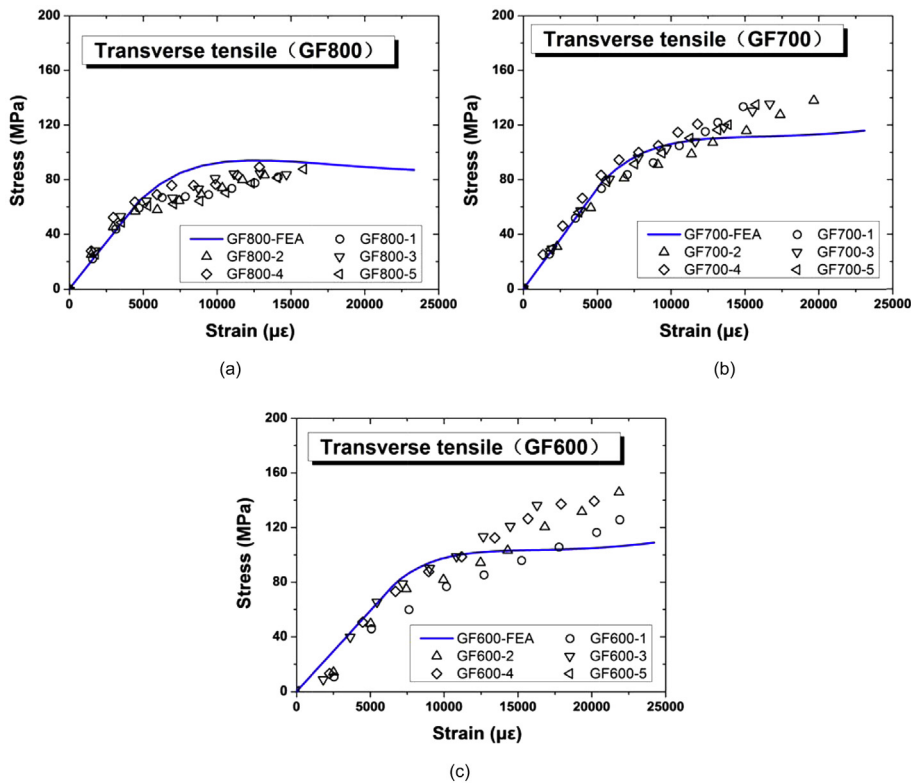 Transverse tensile（GF800）
200
160
120
80
40
0
Stress (MPa)
GF800-FEA GF800-1
GF800-2 GF800-3
GF800-4 GF800-5
0 5000 10000 15000 20000 25000
Strain (με)
(a)
Transverse tensile（GF700）
200
160
120
80
40
0
Stress (MPa)
GF700-FEA GF700-1
GF700-2 GF700-3
GF700-4 GF700-5
0 5000 10000 15000 20000 25000
Strain (με)
(b)
Transverse tensile（GF600）
200
160
120
80
40
0
Stress (MPa)
GF600-FEA GF600-1
GF600-2 GF600-3
GF600-4 GF600-5
0 5000 10000 15000 20000 25000
Strain (με)
(c)